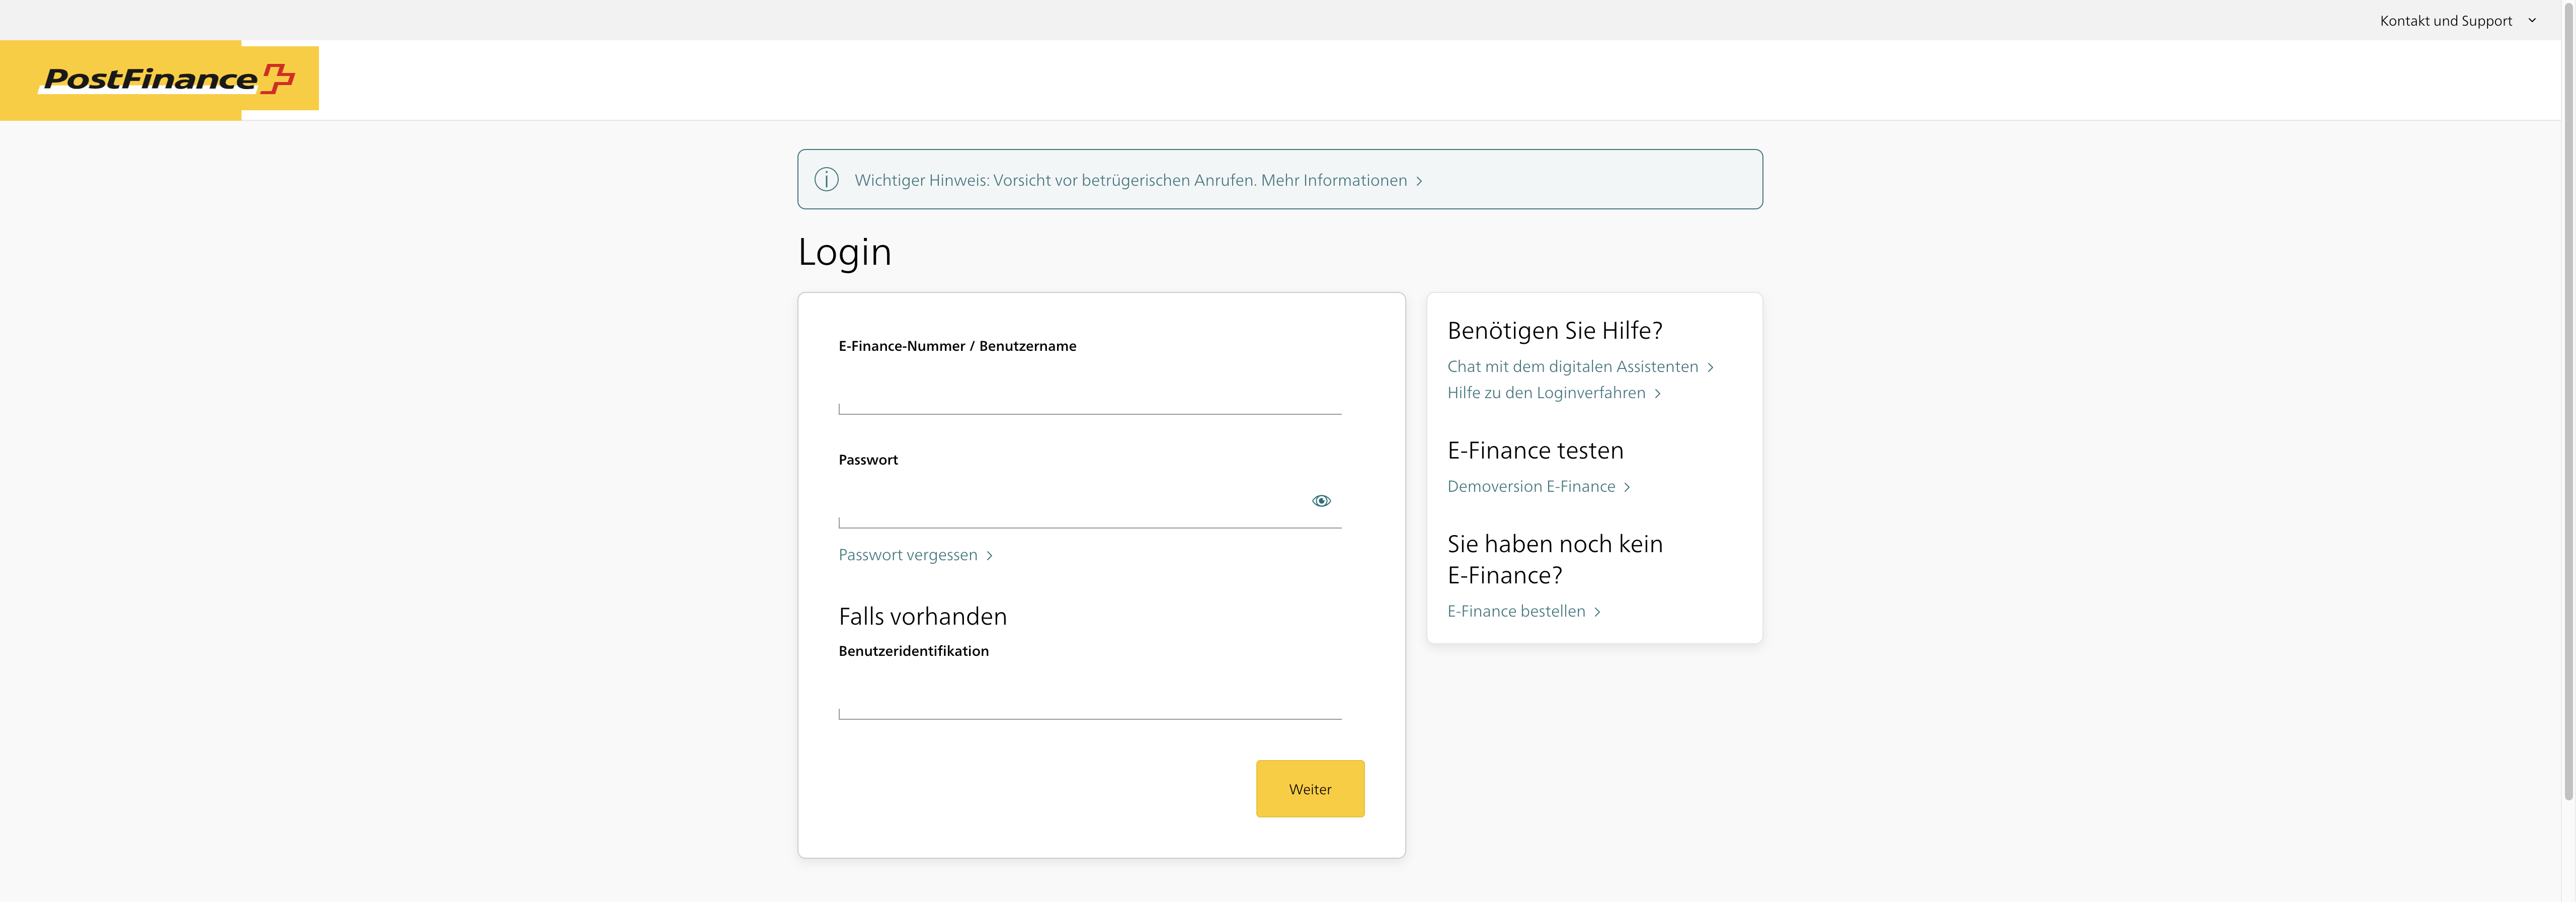 Kontakt und Support
PostFinance
Wichtiger Hinweis: Vorsicht vor betrügerischen Anrufen. Mehr Informationen
Login
E-Finance-Nummer / Benutzername
Passwort
Passwort vergessen
Falls vorhanden
Benutzeridentifikation
Weiter
Benötigen Sie Hilfe?
Chat mit dem digitalen Assistenten
Hilfe zu den Loginverfahren
E-Finance testen
Demoversion E-Finance
Sie haben noch kein
E-Finance?
E-Finance bestellen